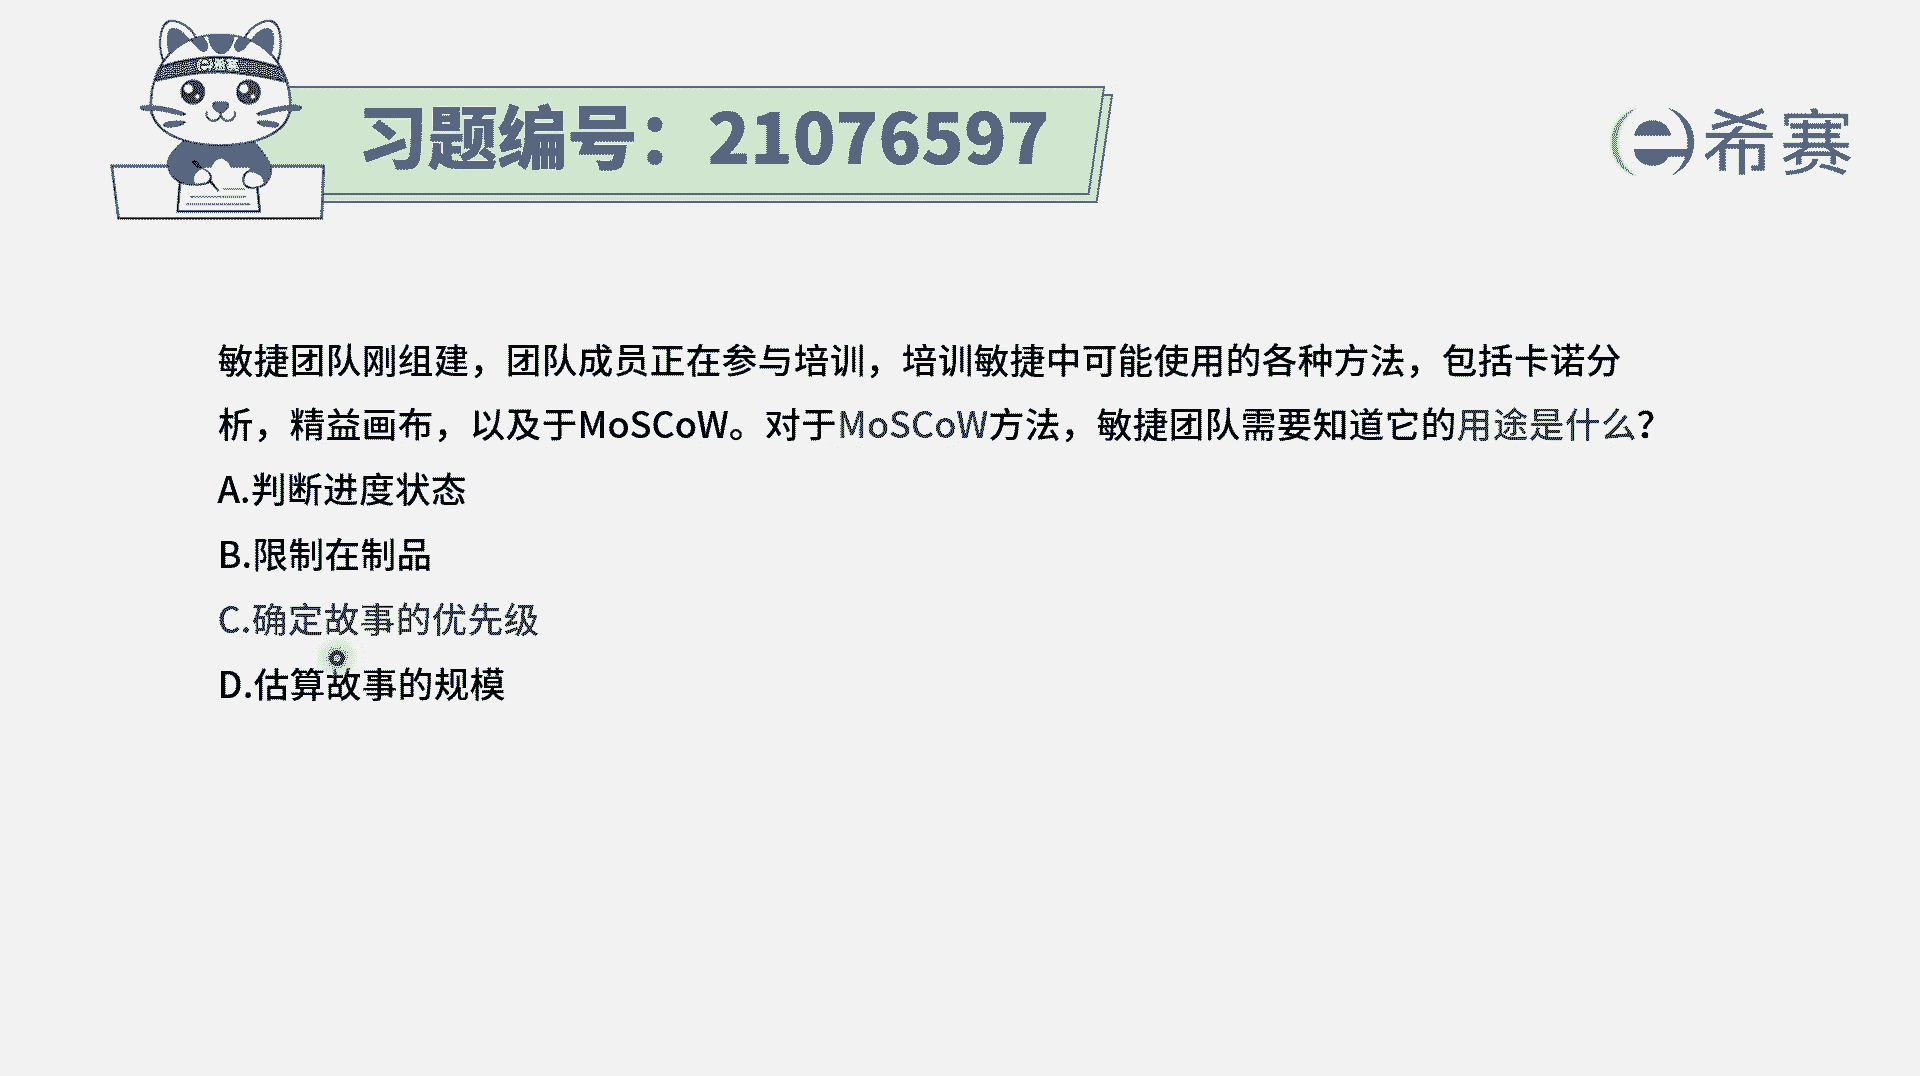 e希赛
习题编号：21076597
e希赛
敏捷团队刚组建，团队成员正在参与培训，培训敏捷中可能使用的各种方法，包括卡诺分
析，精益画布，以及于MoSCoW。对于MoSCoW方法，敏捷团队需要知道它的用途是什么？
A.判断进度状态
B.限制在制品
C.确定故事的优先级
D.估算故事的规模